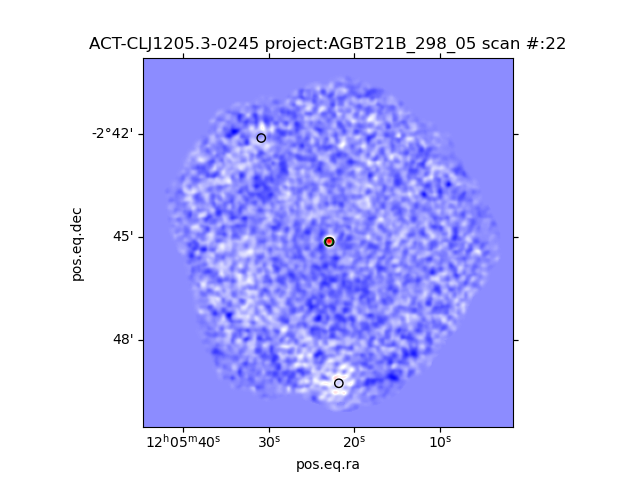 ACT-CLJ1205.3-0245 project:AGBT21B_298_05 scan #:22
-2°42'
45'
48'
pos.eq.dec
12ʰ05ᵐ40ˢ 30ˢ 20ˢ 10ˢ
pos.eq.ra